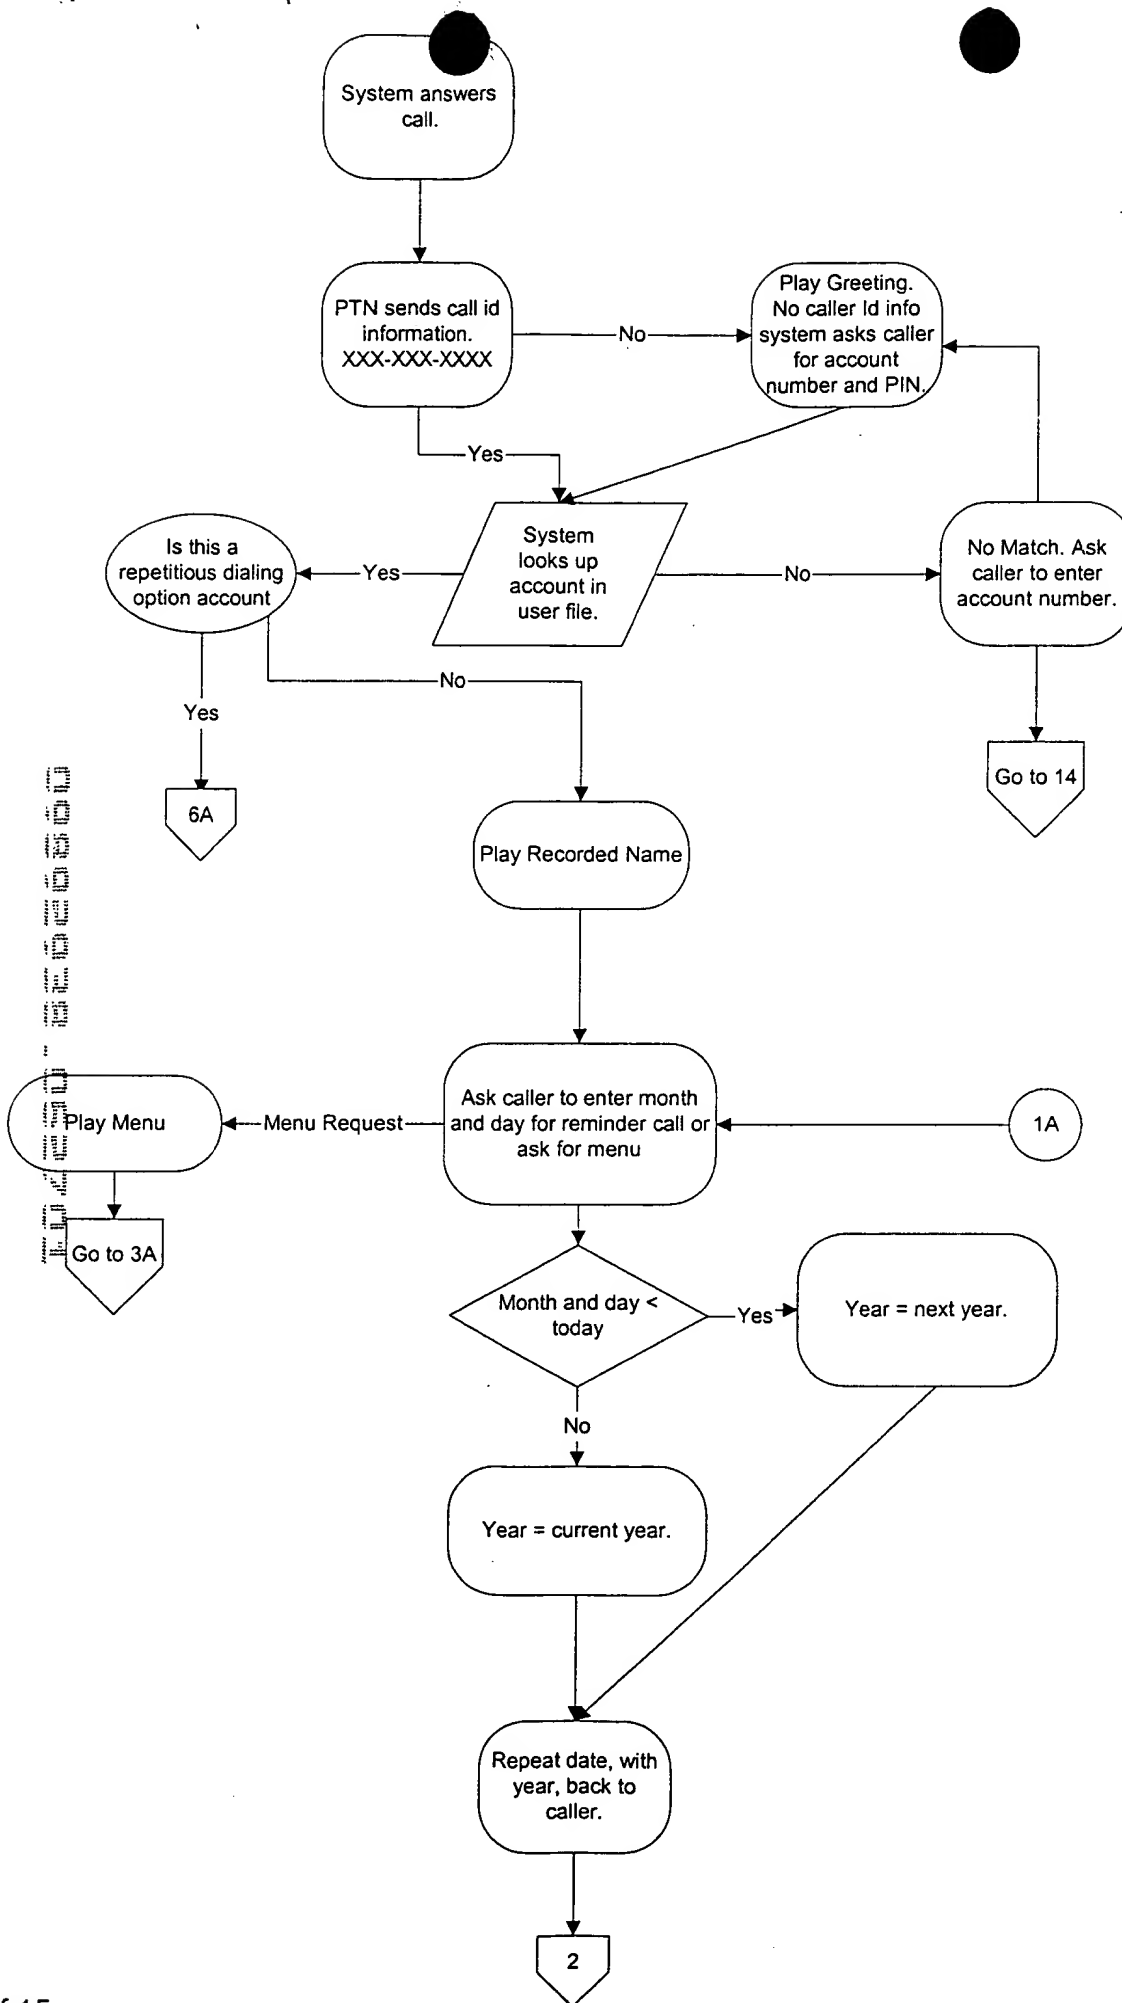 System answers
call.
PTN sends call id
information.
XXX-XXX-XXXX
No
Play Greeting.
No caller Id info
system asks caller
for account
number and PIN.
Yes
Is this a
repetitious dialing
option account
Yes
System
looks up
account in
user file.
No
No Match. Ask
caller to enter
account number.
No
Yes
6A
Go to 14
Play Recorded Name
Play Menu
Menu Request
Ask caller to enter month
and day for reminder call or
ask for menu
1A
Go to 3A
Month and day <
today
Yes
Year = next year.
No
Year = current year.
Repeat date, with
year, back to
caller.
2